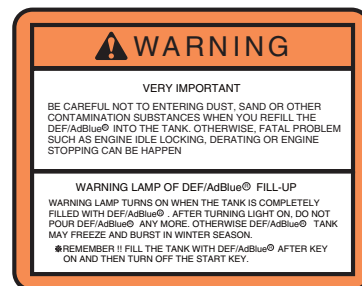 WARNING
VERY IMPORTANT
BE CAREFUL NOT TO ENTERING DUST, SAND OR OTHER
CONTAMINATION SUBSTANCES WHEN YOU REFILL THE
DEF/AdBlue® INTO THE TANK. OTHERWISE, FATAL PROBLEM
SUCH AS ENGINE IDLE LOCKING, DERATING OR ENGINE
STOPPING CAN BE HAPPEN
WARNING LAMP OF DEF/AdBlue® FILL-UP
WARNING LAMP TURNS ON WHEN THE TANK IS COMPLETELY
FILLED WITH DEF/AdBlue® . AFTER TURNING LIGHT ON, DO NOT
POUR DEF/AdBlue® ANY MORE. OTHERWISE DEF/AdBlue® TANK
MAY FREEZE AND BURST IN WINTER SEASON.
※REMEMBER !! FILL THE TANK WITH DEF/AdBlue® AFTER KEY
ON AND THEN TURN OFF THE START KEY.